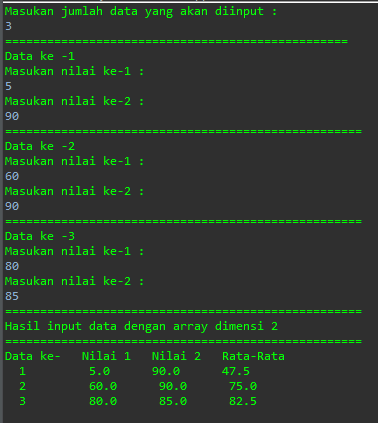 Masukan jumlah data yang akan diinput :
3
=================================================
Data ke -1
Masukan nilai ke-1 :
5
Masukan nilai ke-2 :
90
===================================================
Data ke -2
Masukan nilai ke-1 :
60
Masukan nilai ke-2 :
90
===================================================
Data ke -3
Masukan nilai ke-1 :
80
Masukan nilai ke-2 :
85
===================================================
Hasil input data dengan array dimensi 2
===================================================
Data ke-   Nilai 1   Nilai 2   Rata-Rata
  1         5.0      90.0      47.5
  2         60.0      90.0      75.0
  3         80.0      85.0      82.5